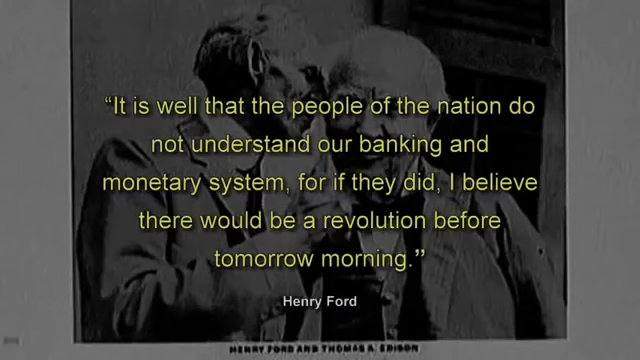 “It is well that the people of the nation do
not understand our banking and
monetary system, for if they did, I believe
there would be a revolution before
tomorrow morning.”
Henry Ford
HENRY FORD AND THOMAS A. EDISON